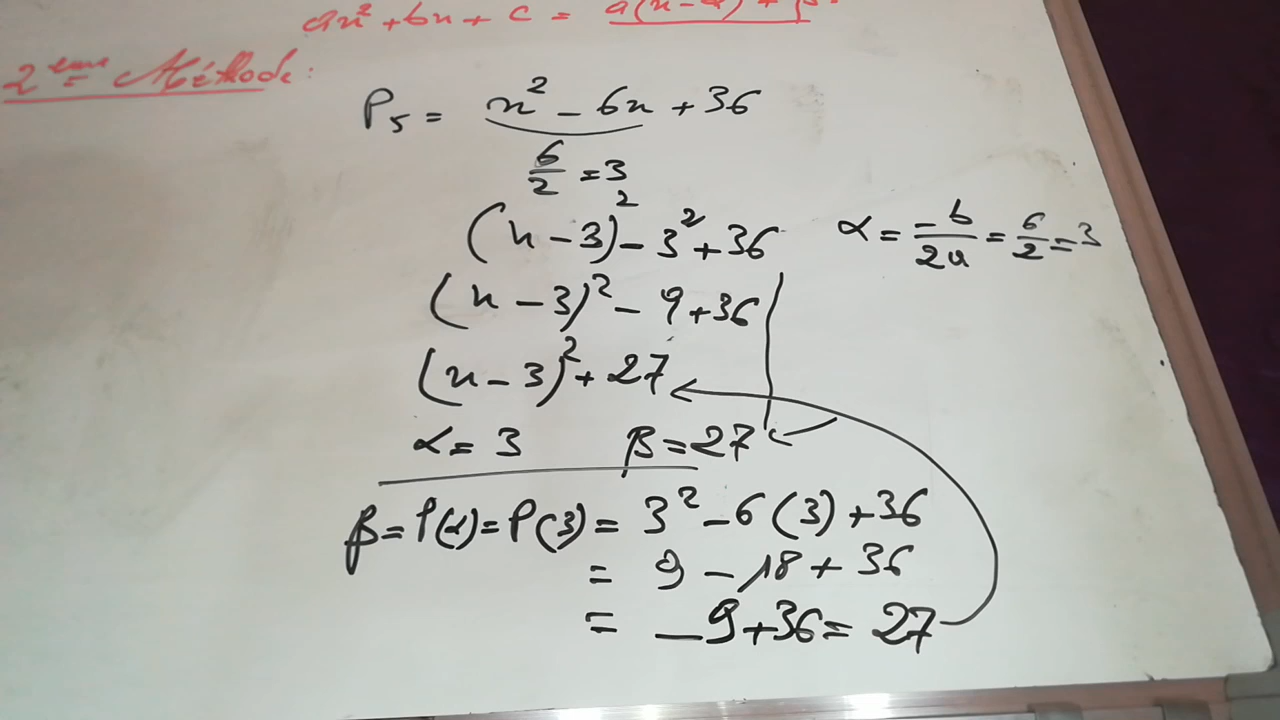 ax² + bx + c = a(x - α)² + β
2ème Méthode:
P₅ = x² - 6x + 36
6/2 = 3
(x - 3)² - 3² + 36
α = -b/2a = 6/2 = 3
(x - 3)² - 9 + 36
(x - 3)² + 27
α = 3 β = 27
β = P(α) = P(3) = 3² - 6(3) + 36
= 9 - 18 + 36
= -9 + 36 = 27